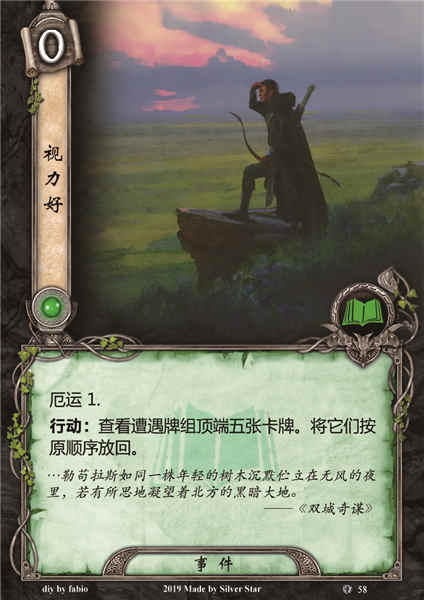 0
视力好
厄运 1.
行动：查看遭遇牌组顶端五张卡牌。将它们按
原顺序放回。
…勒苟拉斯如同一株年轻的树木沉默伫立在无风的夜
里，若有所思地凝望着北方的黑暗大地。
——《双城奇谋》
事件
diy by fabio
2019 Made by Silver Star
58